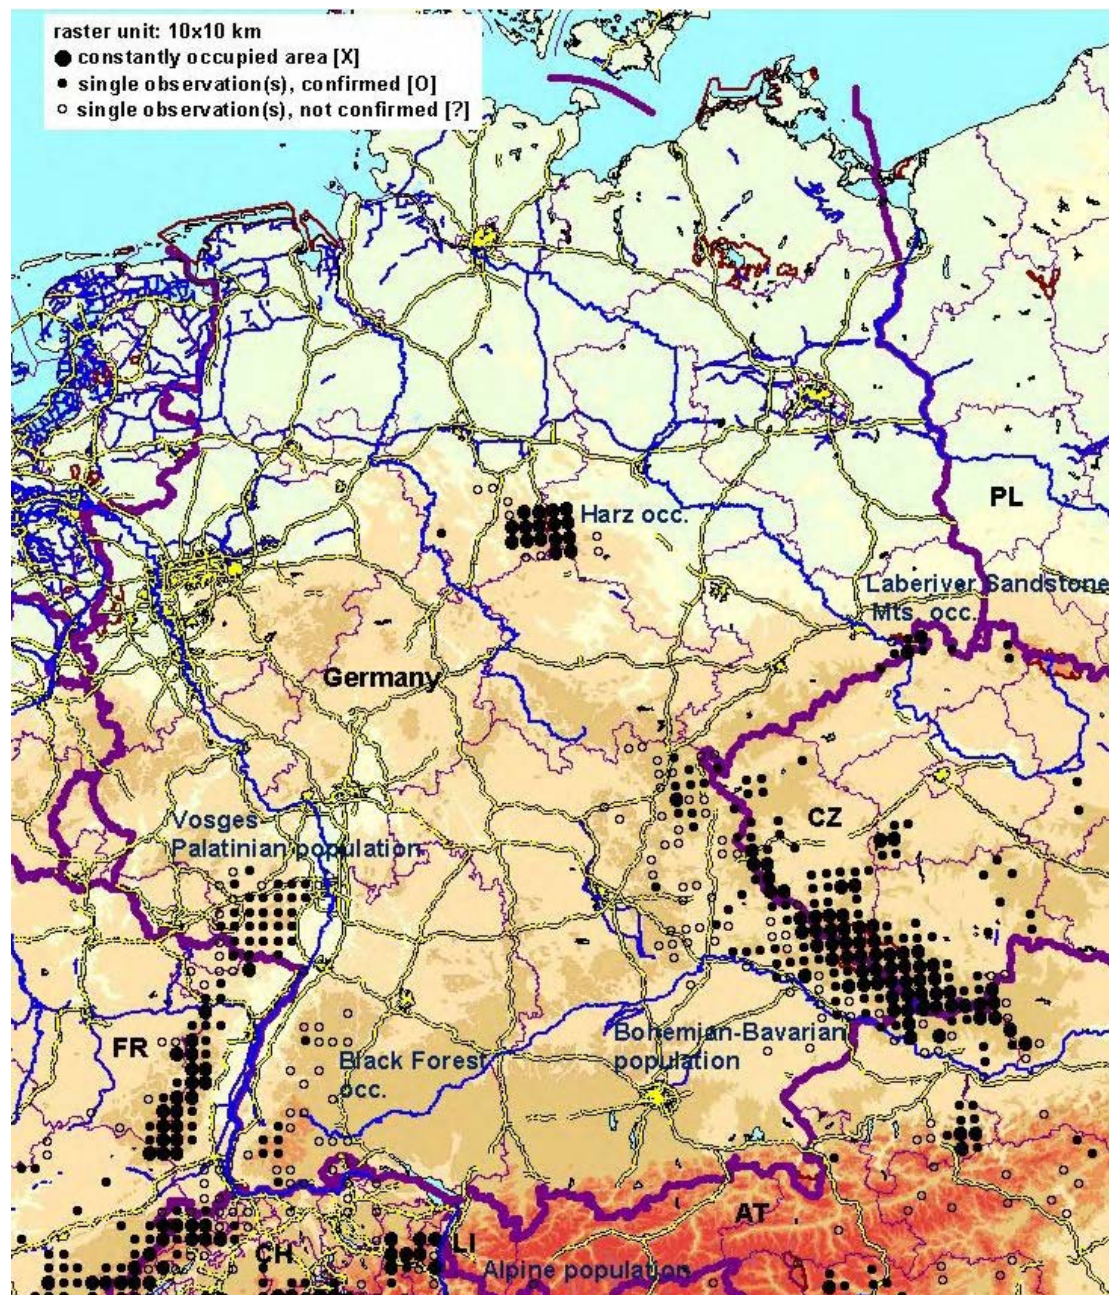 raster unit: 10x10 km
constantly occupied area [X]
single observation(s), confirmed [O]
single observation(s), not confirmed [?]
PL
Harz occ.
Laberiver Sandstone
Mts. occ.
Germany
Vosges-
Palatinian population
CZ
FR
Black Forest
occ.
Bohemian-Bavarian
population
AT
CH
LI
Alpine population